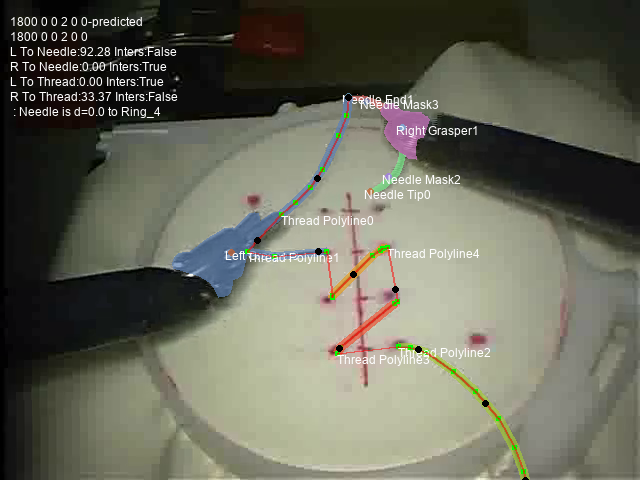 1800 0 0 2 0 0-predicted
1800 0 0 2 0 0
L To Needle:92.28 Inters:False
R To Needle:0.00 Inters:True
L To Thread:0.00 Inters:True
R To Thread:33.37 Inters:False
: Needle is d=0.0 to Ring_4
Needle End1
Needle Mask3
Right Grasper1
Needle Mask2
Needle Tip0
Thread Polyline0
Left
Thread Polyline1
Thread Polyline4
Thread Polyline2
Thread Polyline3